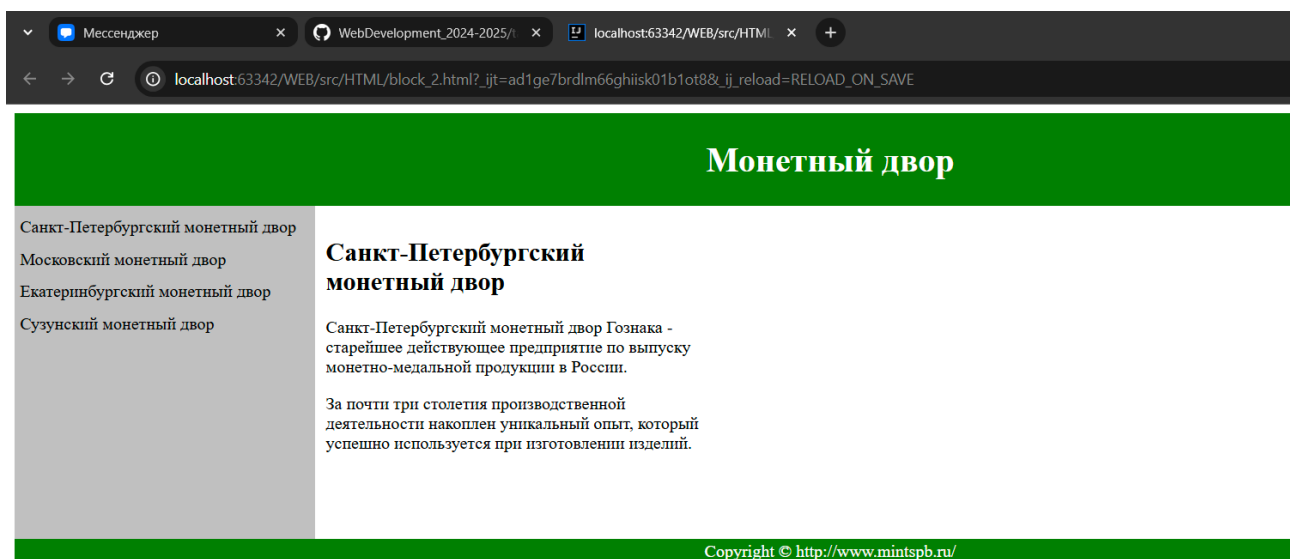 Мессенджер
WebDevelopment_2024-2025/t
localhost:63342/WEB/src/HTML
localhost:63342/WEB/src/HTML/block_2.html?_ijt=ad1ge7brdlm66ghiisk01b1ot8&_ij_reload=RELOAD_ON_SAVE
Монетный двор
Санкт-Петербургский монетный двор
Московский монетный двор
Екатеринбургский монетный двор
Сузунский монетный двор
Санкт-Петербургский
монетный двор
Санкт-Петербургский монетный двор Гознака -
старейшее действующее предприятие по выпуску
монетно-медальной продукции в России.
За почти три столетия производственной
деятельности накоплен уникальный опыт, который
успешно используется при изготовлении изделий.
Copyright © http://www.mintspb.ru/